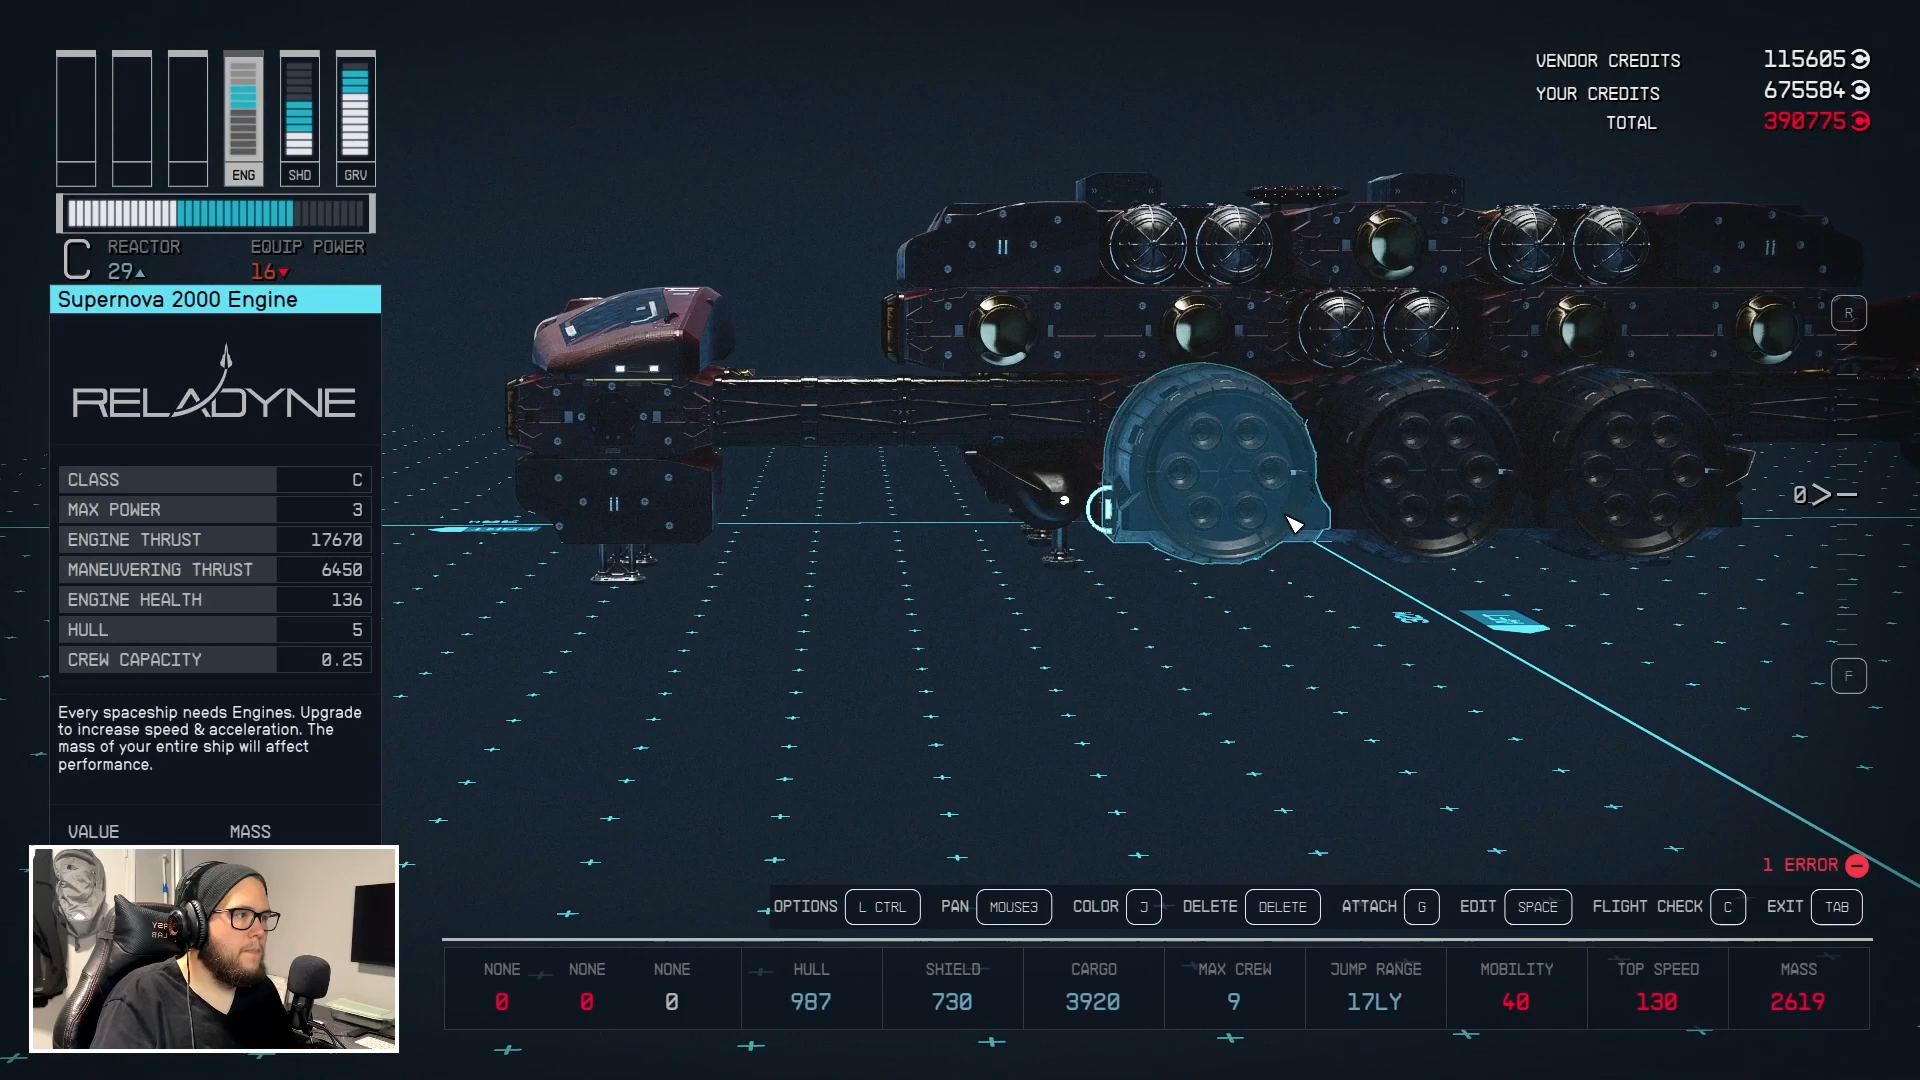 VENDOR CREDITS 115605
YOUR CREDITS 675584
TOTAL 390775
ENG SHD GRV
C REACTOR 29 EQUIP POWER 16
Supernova 2000 Engine
RELADYNE
CLASS C
MAX POWER 3
ENGINE THRUST 17670
MANEUVERING THRUST 6450
ENGINE HEALTH 136
HULL 5
CREW CAPACITY 0.25
Every spaceship needs Engines. Upgrade
to increase speed & acceleration. The
mass of your entire ship will affect
performance.
VALUE MASS
R
0
F
1 ERROR
OPTIONS L CTRL PAN MOUSE3 COLOR J DELETE DELETE ATTACH G EDIT SPACE FLIGHT CHECK C EXIT TAB
NONE NONE NONE HULL SHIELD CARGO MAX CREW JUMP RANGE MOBILITY TOP SPEED MASS
0 0 0 987 730 3920 9 17LY 40 130 2619